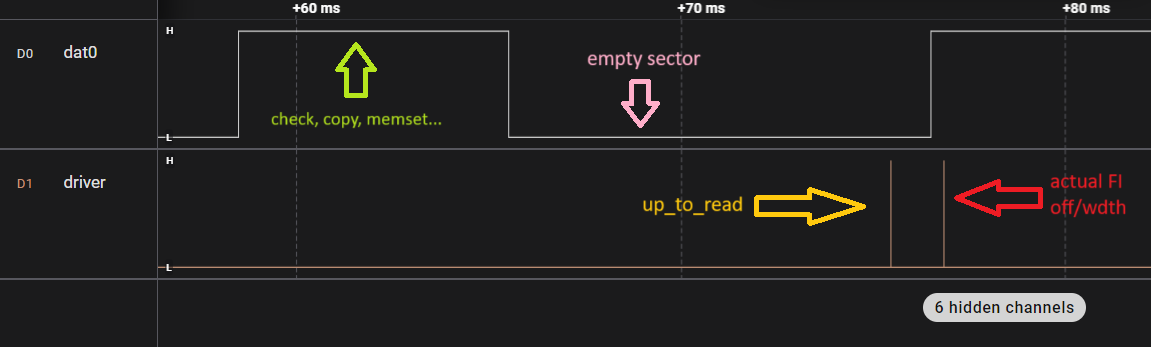 +60 ms
+70 ms
+80 ms
D0 dat0
H
L
check, copy, memset...
empty sector
D1 driver
H
L
up_to_read
actual FI
off/wdth
6 hidden channels